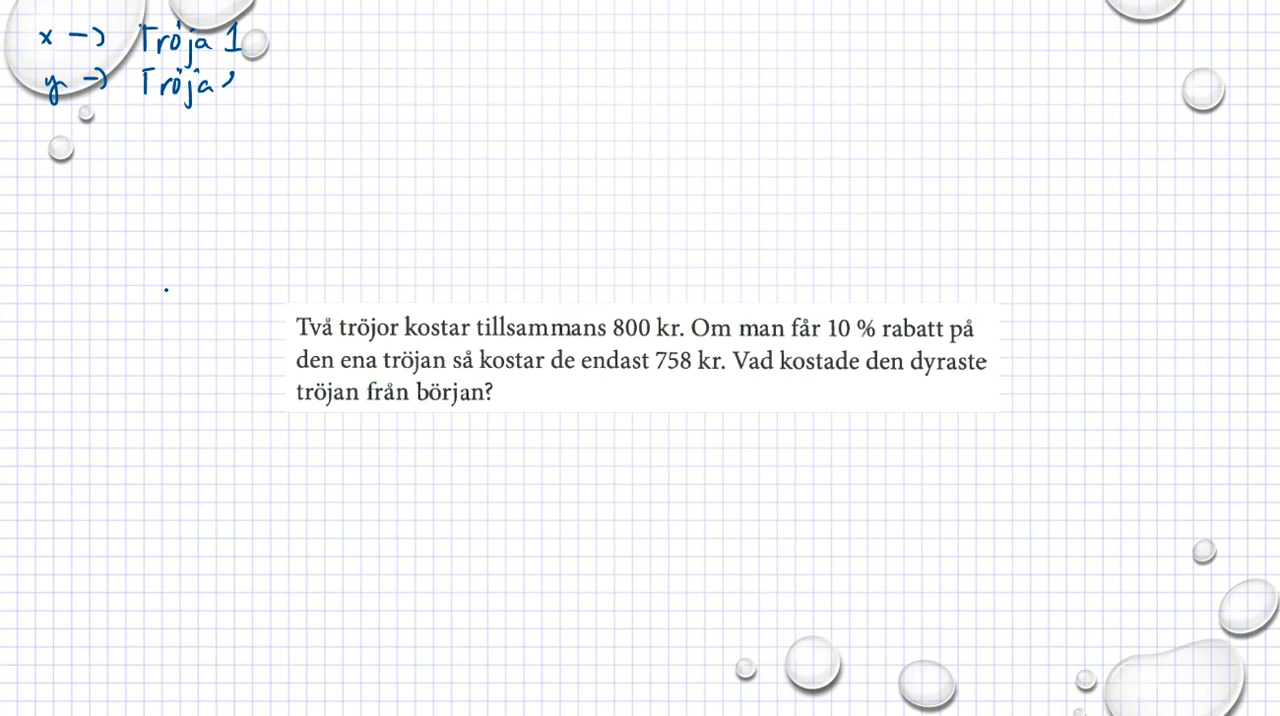 x -> Tröja 1
y -> Tröja
Två tröjor kostar tillsammans 800 kr. Om man får 10 % rabatt på
den ena tröjan så kostar de endast 758 kr. Vad kostade den dyraste
tröjan från början?